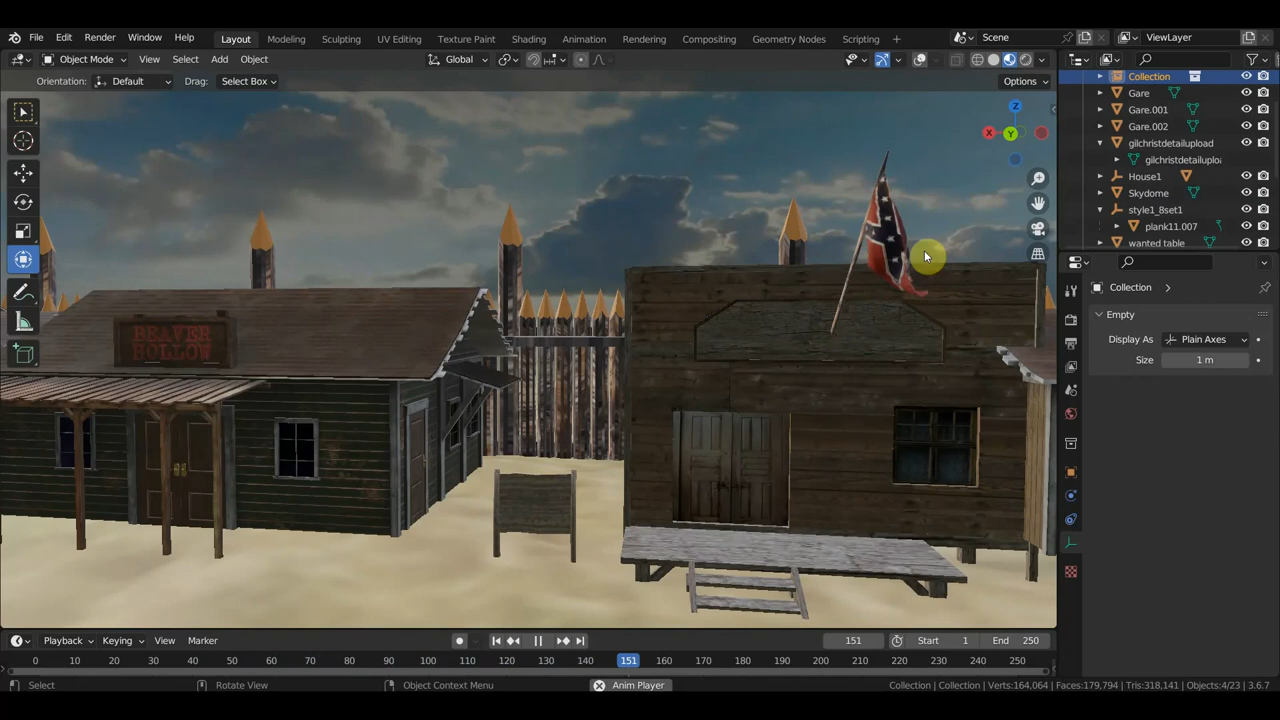 File Edit Render Window Help Layout Modeling Sculpting UV Editing Texture Paint Shading Animation Rendering Compositing Geometry Nodes Scripting + Scene ViewLayer
Object Mode View Select Add Object Global
Orientation: Default Drag: Select Box Options
Collection
Gare
Gare.001
Gare.002
gilchristdetailupload
gilchristdetailuploa
House1
Skydome
style1_8set1
plank11.007
wanted table
X Y Z
Collection
Empty
Display As Plain Axes
Size 1 m
BEAVER
HOLLOW
Playback Keying View Marker 151 Start 1 End 250
0 10 20 30 40 50 60 70 80 90 100 110 120 130 140 151 160 170 180 190 200 210 220 230 240 250
Select Rotate View Object Context Menu Anim Player Collection | Collection | Verts:164,064 | Faces:179,794 | Tris:318,141 | Objects:4/23 | 3.6.7